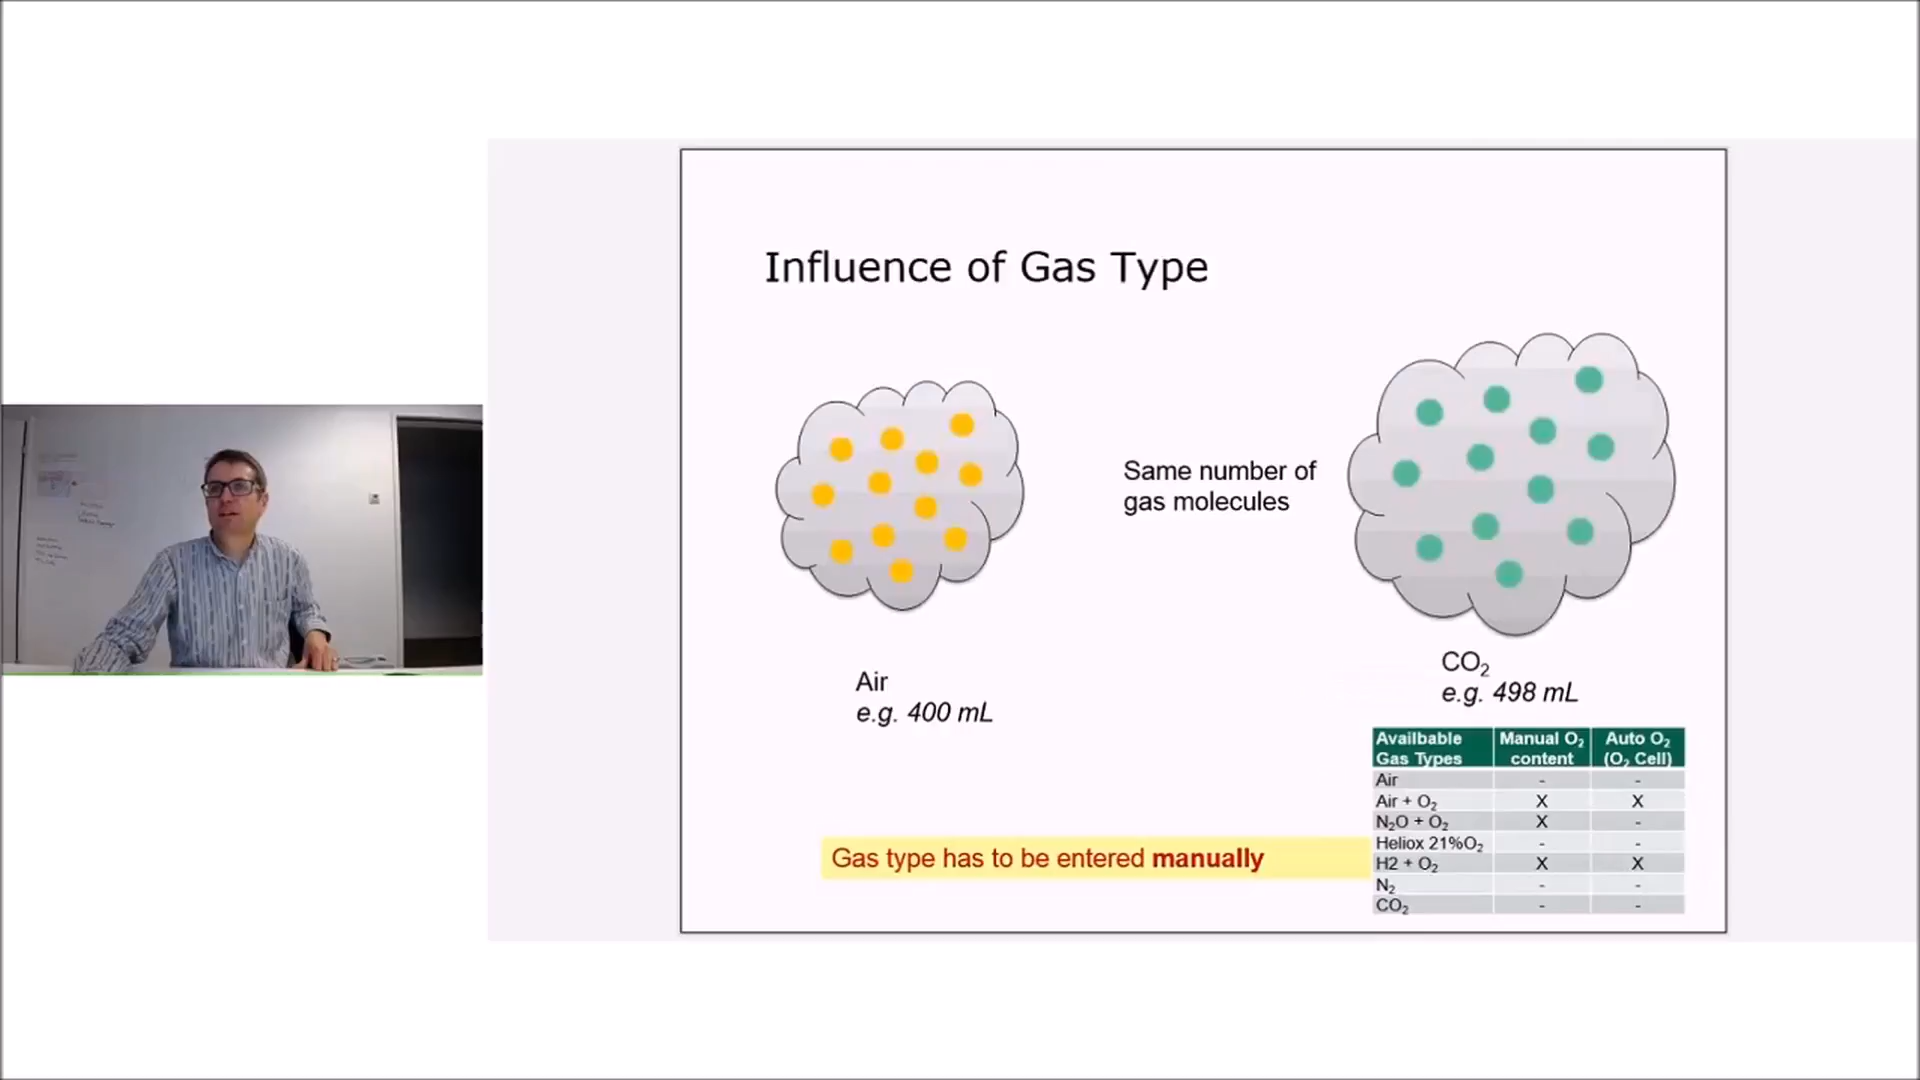 Influence of Gas Type
Same number of
gas molecules
Air
e.g. 400 mL
CO₂
e.g. 498 mL
Availbable Gas Types | Manual O₂ content | Auto O₂ (O₂ Cell)
Air | - | -
Air + O₂ | X | X
N₂O + O₂ | X | -
Heliox 21%O₂ | - | -
H2 + O₂ | X | X
N₂ | - | -
CO₂ | - | -
Gas type has to be entered manually